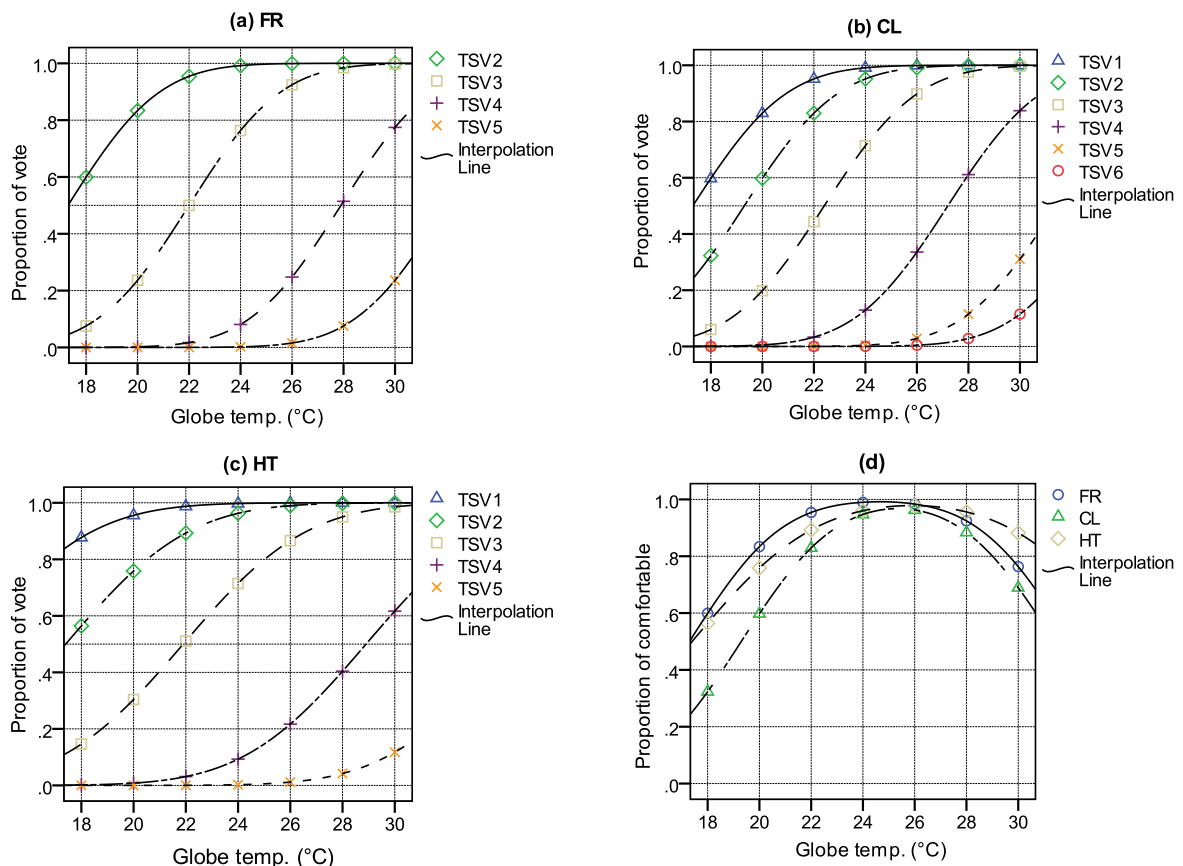 (a) FR
Proportion of vote
1.0
.8
.6
.4
.2
.0
18 20 22 24 26 28 30
Globe temp. (°C)
TSV2
TSV3
TSV4
TSV5
Interpolation
Line
(b) CL
Proportion of vote
1.0
.8
.6
.4
.2
.0
18 20 22 24 26 28 30
Globe temp. (°C)
TSV1
TSV2
TSV3
TSV4
TSV5
TSV6
Interpolation
Line
(c) HT
Proportion of vote
1.0
.8
.6
.4
.2
.0
18 20 22 24 26 28 30
Globe temp. (°C)
TSV1
TSV2
TSV3
TSV4
TSV5
Interpolation
Line
(d)
Proportion of comfortable
1.0
.8
.6
.4
.2
.0
18 20 22 24 26 28 30
Globe temp. (°C)
FR
CL
HT
Interpolation
Line